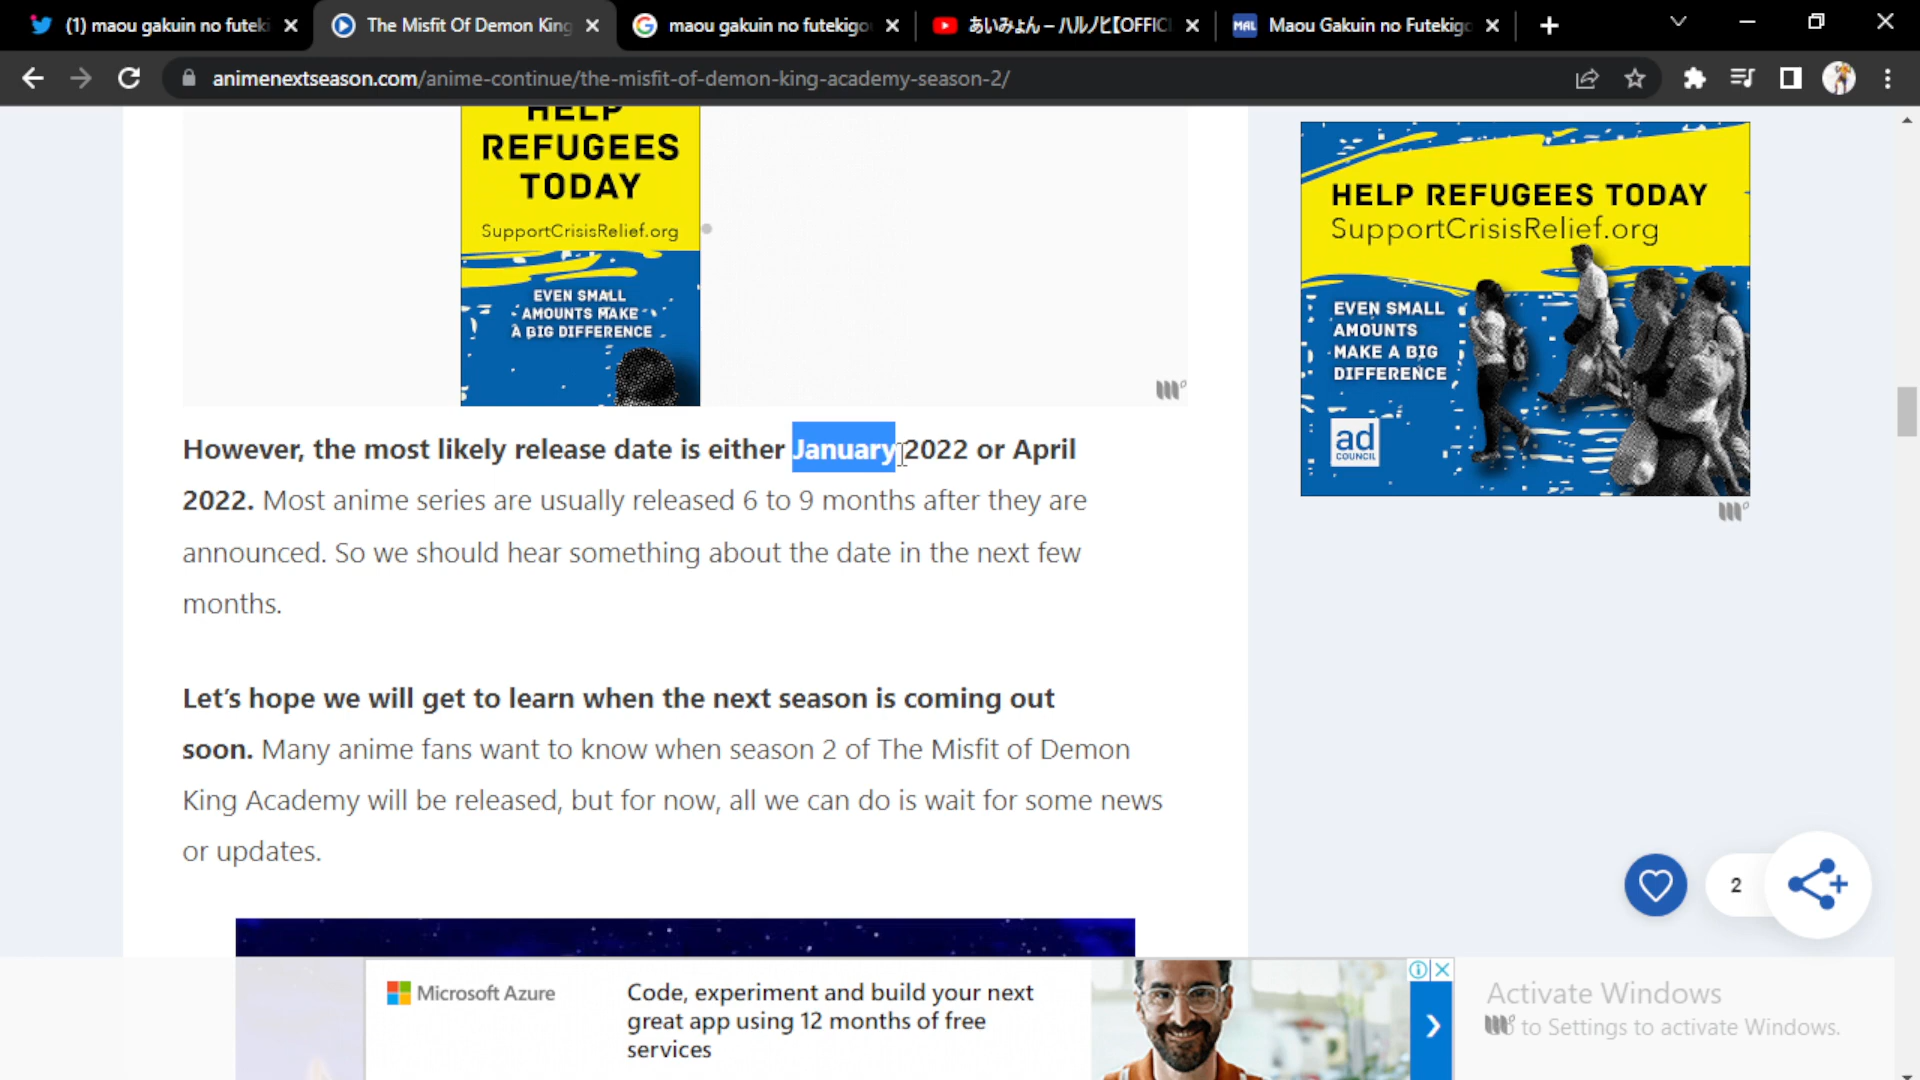 (1) maou gakuin no futeki
The Misfit Of Demon King
maou gakuin no futekigo
あいみょん – ハルノヒ【OFFICI
MAL Maou Gakuin no Futekigo
animenextseason.com/anime-continue/the-misfit-of-demon-king-academy-season-2/
HELP
REFUGEES
TODAY
SupportCrisisRelief.org
EVEN SMALL
AMOUNTS MAKE
A BIG DIFFERENCE
HELP REFUGEES TODAY
SupportCrisisRelief.org
EVEN SMALL
AMOUNTS
MAKE A BIG
DIFFERENCE
ad
COUNCIL
However, the most likely release date is either January 2022 or April
2022. Most anime series are usually released 6 to 9 months after they are
announced. So we should hear something about the date in the next few
months.
Let's hope we will get to learn when the next season is coming out
soon. Many anime fans want to know when season 2 of The Misfit of Demon
King Academy will be released, but for now, all we can do is wait for some news
or updates.
2
Microsoft Azure
Code, experiment and build your next
great app using 12 months of free
services
Activate Windows
to Settings to activate Windows.